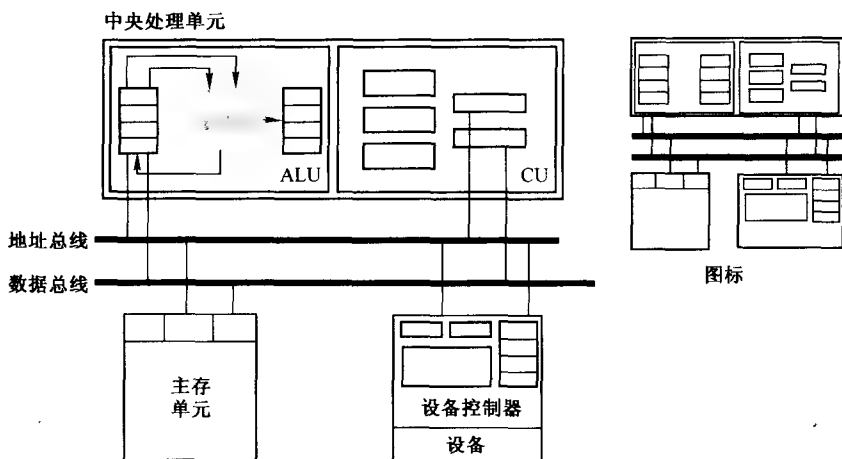 中央处理单元
ALU
CU
地址总线
数据总线
图标
主存
单元
设备控制器
设备